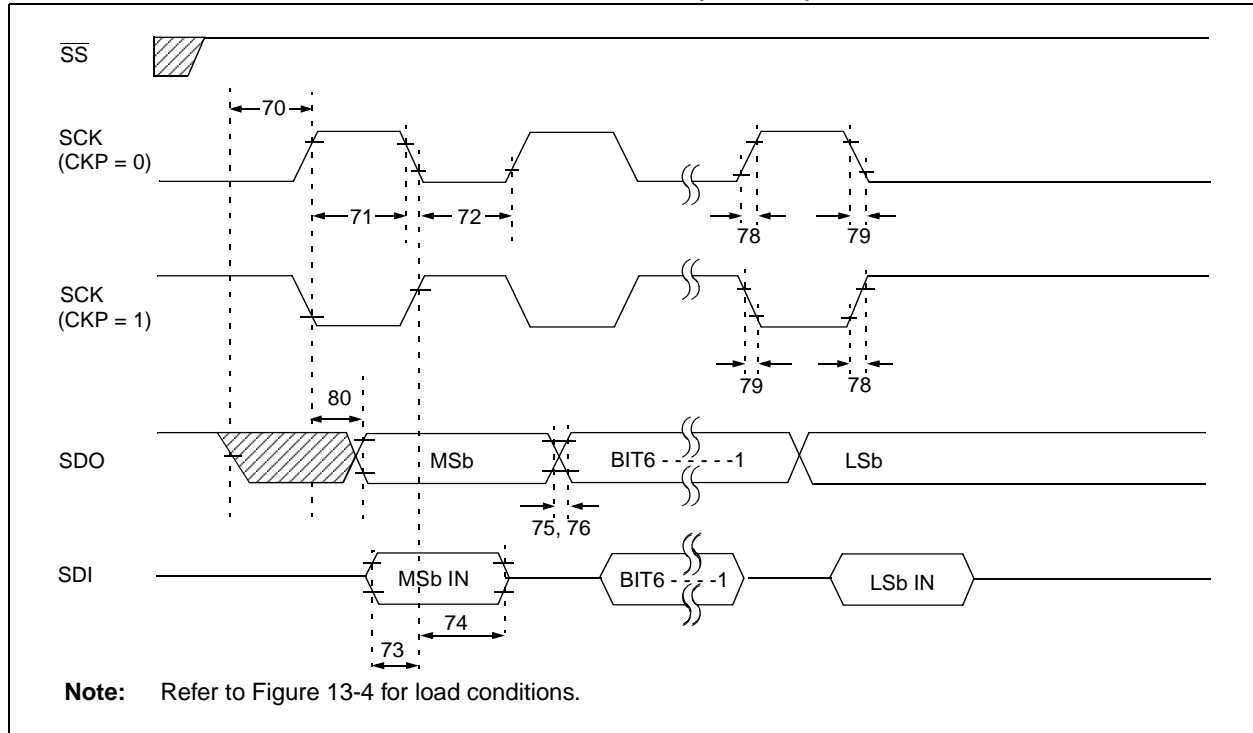 SS
70
SCK
(CKP = 0)
71
72
78
79
SCK
(CKP = 1)
79
78
80
SDO
MSb
BIT6 - - - - - -1
LSb
75, 76
SDI
MSb IN
BIT6 - - - -1
LSb IN
74
73
Note: Refer to Figure 13-4 for load conditions.